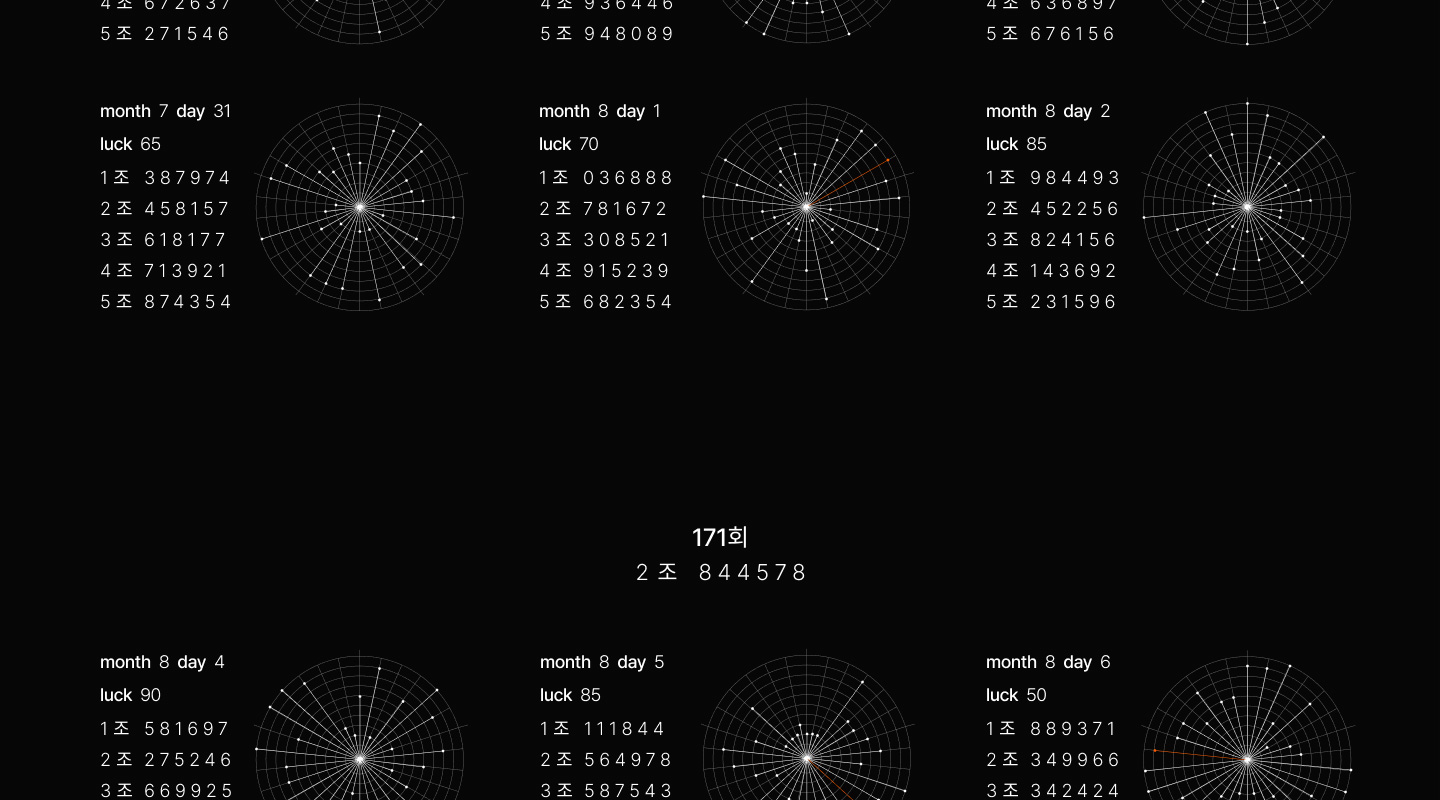 4조 672637
5조 271546
4조 936446
5조 948089
4조 636897
5조 676156
month 7 day 31
luck 65
1조 387974
2조 458157
3조 618177
4조 713921
5조 874354
month 8 day 1
luck 70
1조 036888
2조 781672
3조 308521
4조 915239
5조 682354
month 8 day 2
luck 85
1조 984493
2조 452256
3조 824156
4조 143692
5조 231596
171회
2조 844578
month 8 day 4
luck 90
1조 581697
2조 275246
3조 669925
month 8 day 5
luck 85
1조 111844
2조 564978
3조 587543
month 8 day 6
luck 50
1조 889371
2조 349966
3조 342424